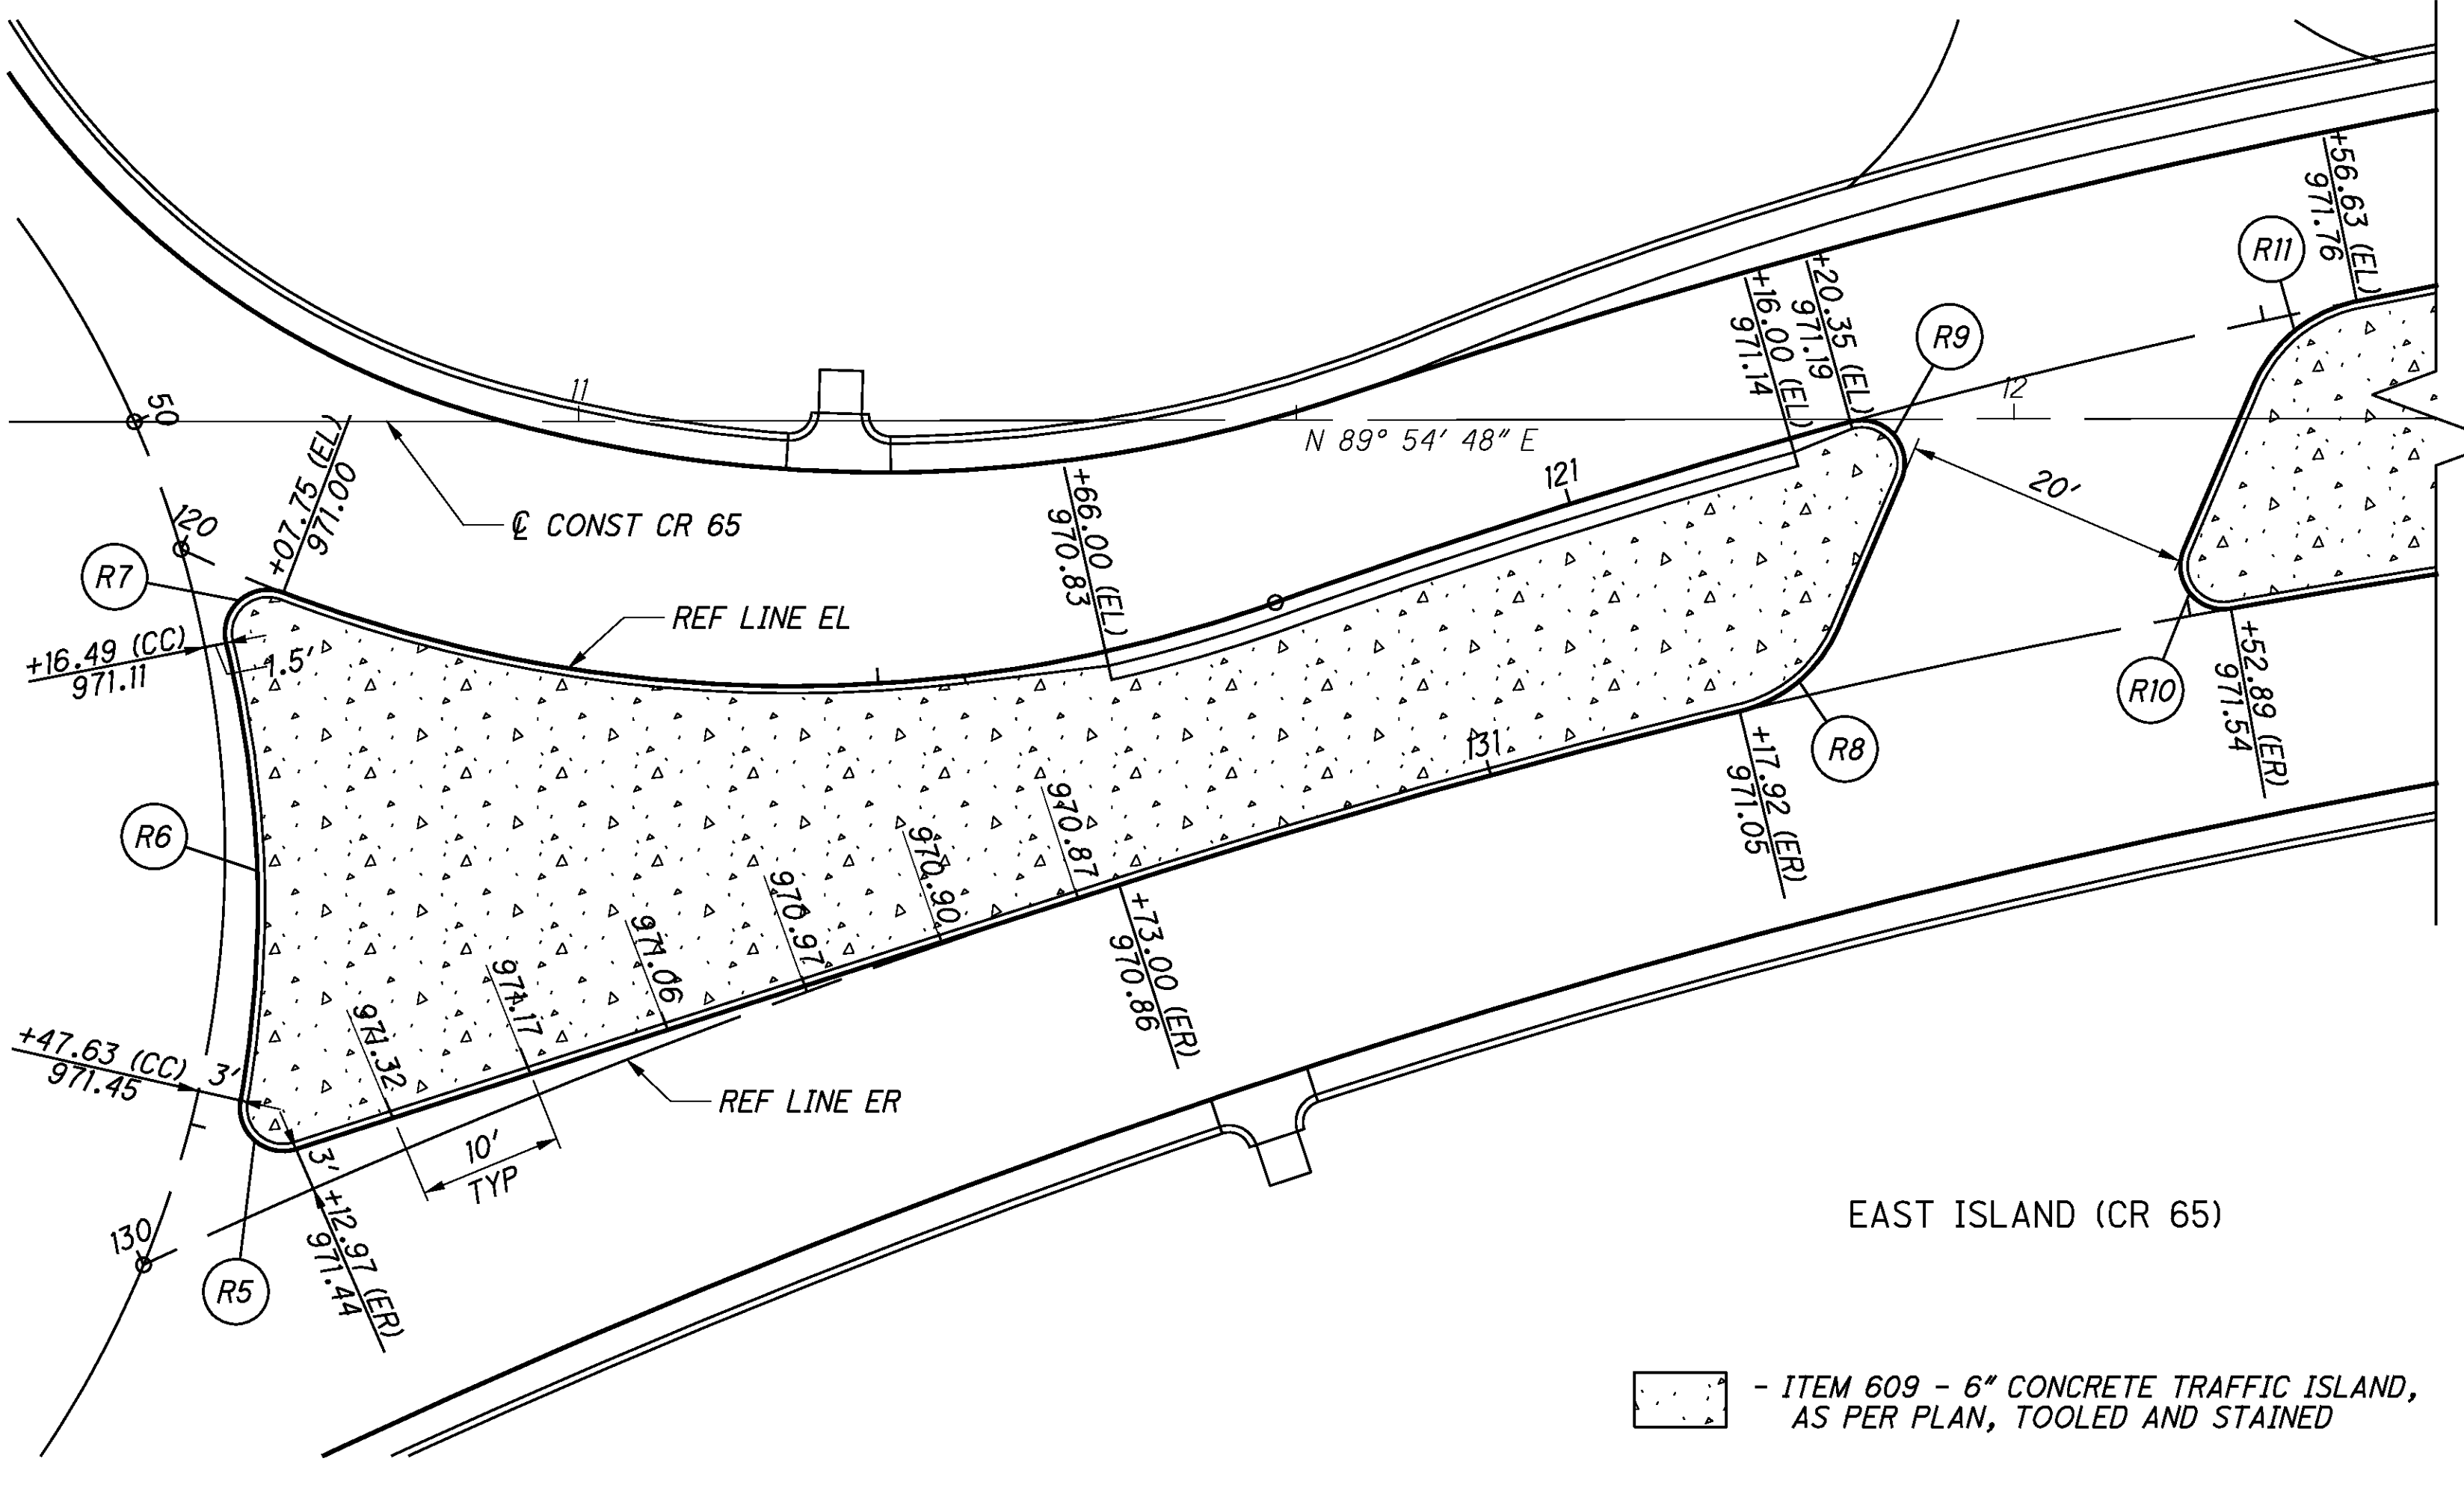 +56.63 (EL)
971.76
R11
+20.35 (EL)
971.19
+16.00 (EL)
971.14
R9
11
12
50
N 89° 54' 48" E
120
+07.75 (EL)
971.00
℄ CONST CR 65
+66.00 (EL)
970.83
121
20'
R7
REF LINE EL
+16.49 (CC)
971.11
1.5'
R10
+52.89 (ER)
971.54
131
R8
+17.92 (ER)
971.05
R6
970.87
970.90
970.97
971.06
971.17
971.32
+73.00 (ER)
970.86
+47.63 (CC)
971.45
3'
REF LINE ER
10'
TYP
3'
+12.97 (ER)
971.44
130
R5
EAST ISLAND (CR 65)
- ITEM 609 - 6" CONCRETE TRAFFIC ISLAND,
AS PER PLAN, TOOLED AND STAINED